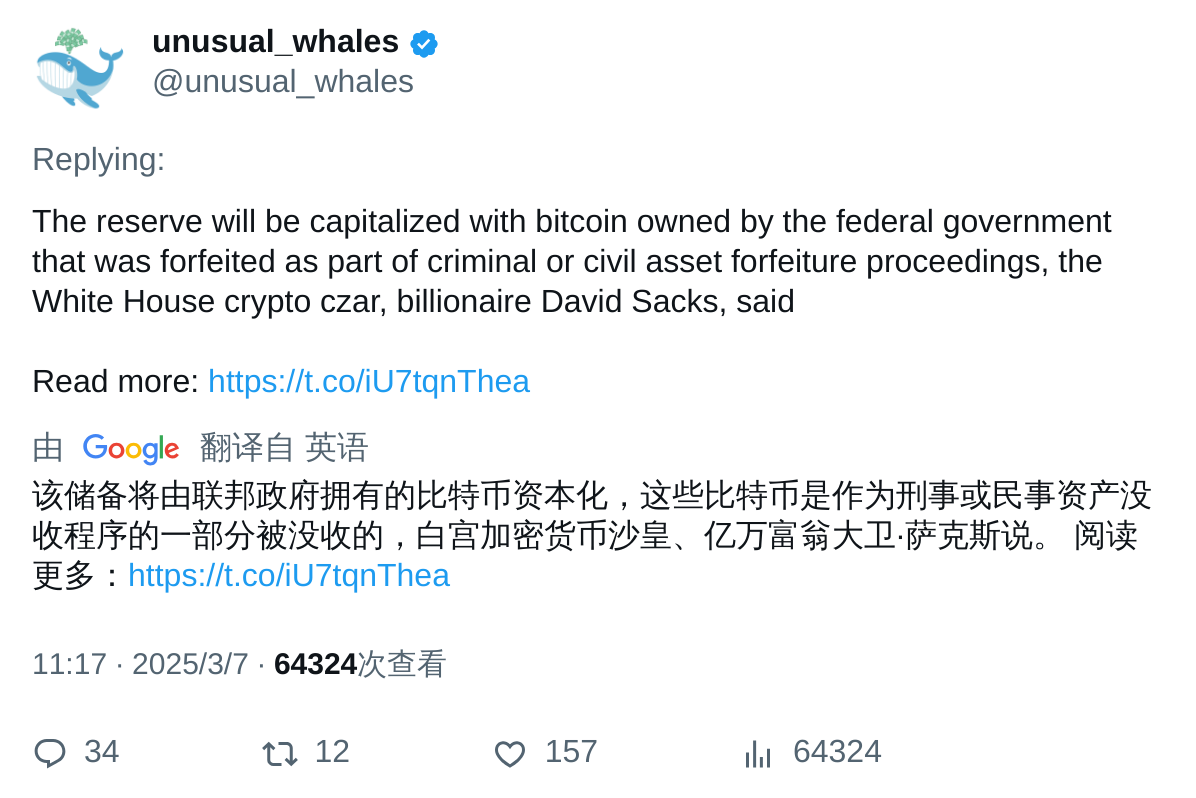 unusual_whales
@unusual_whales
Replying:
The reserve will be capitalized with bitcoin owned by the federal government
that was forfeited as part of criminal or civil asset forfeiture proceedings, the
White House crypto czar, billionaire David Sacks, said
Read more: https://t.co/iU7tqnThea
由 Google 翻译自 英语
该储备将由联邦政府拥有的比特币资本化，这些比特币是作为刑事或民事资产没
收程序的一部分被没收的，白宫加密货币沙皇、亿万富翁大卫·萨克斯说。 阅读
更多：https://t.co/iU7tqnThea
11:17 · 2025/3/7 · 64324次查看
34 12 157 64324